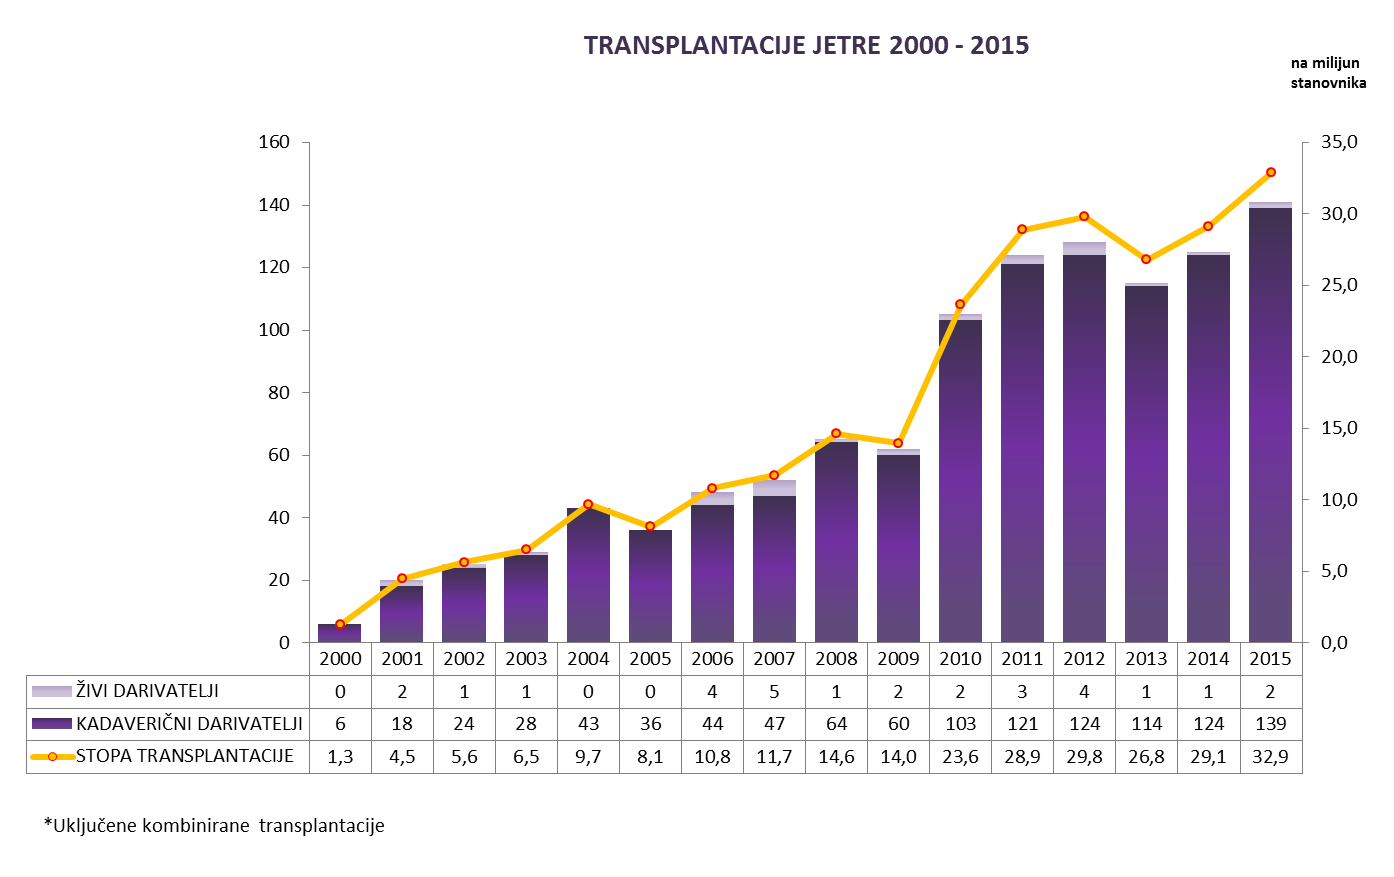 TRANSPLANTACIJE JETRE 2000 - 2015
na milijun
stanovnika
160 35,0
140 30,0
120 25,0
100 20,0
80 15,0
60 10,0
40 5,0
20 0,0
0
2000 2001 2002 2003 2004 2005 2006 2007 2008 2009 2010 2011 2012 2013 2014 2015
ŽIVI DARIVATELJI 0 2 1 1 0 0 4 5 1 2 2 3 4 1 1 2
KADAVERIČNI DARIVATELJI 6 18 24 28 43 36 44 47 64 60 103 121 124 114 124 139
STOPA TRANSPLANTACIJE 1,3 4,5 5,6 6,5 9,7 8,1 10,8 11,7 14,6 14,0 23,6 28,9 29,8 26,8 29,1 32,9
*Uključene kombinirane transplantacije